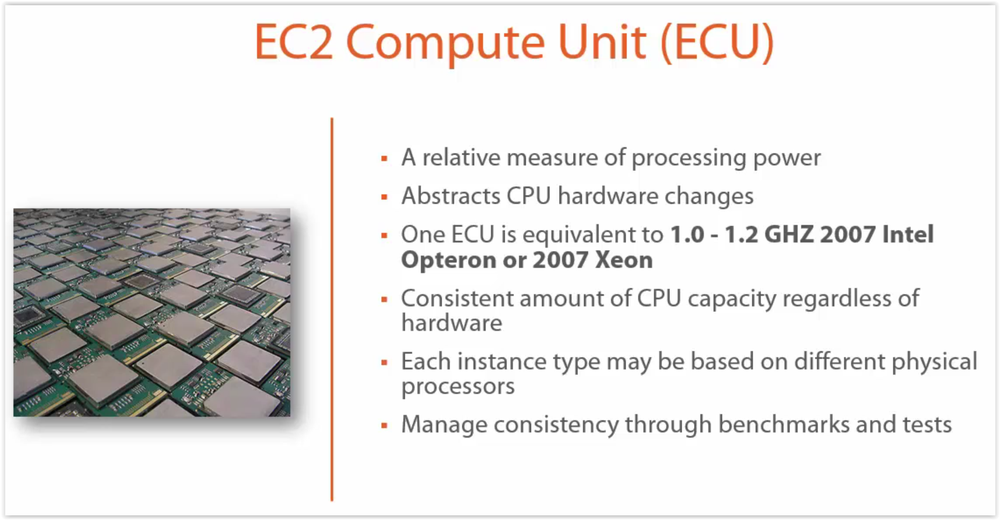 EC2 Compute Unit (ECU)
▪ A relative measure of processing power
▪ Abstracts CPU hardware changes
▪ One ECU is equivalent to 1.0 - 1.2 GHZ 2007 Intel
Opteron or 2007 Xeon
▪ Consistent amount of CPU capacity regardless of
hardware
▪ Each instance type may be based on different physical
processors
▪ Manage consistency through benchmarks and tests